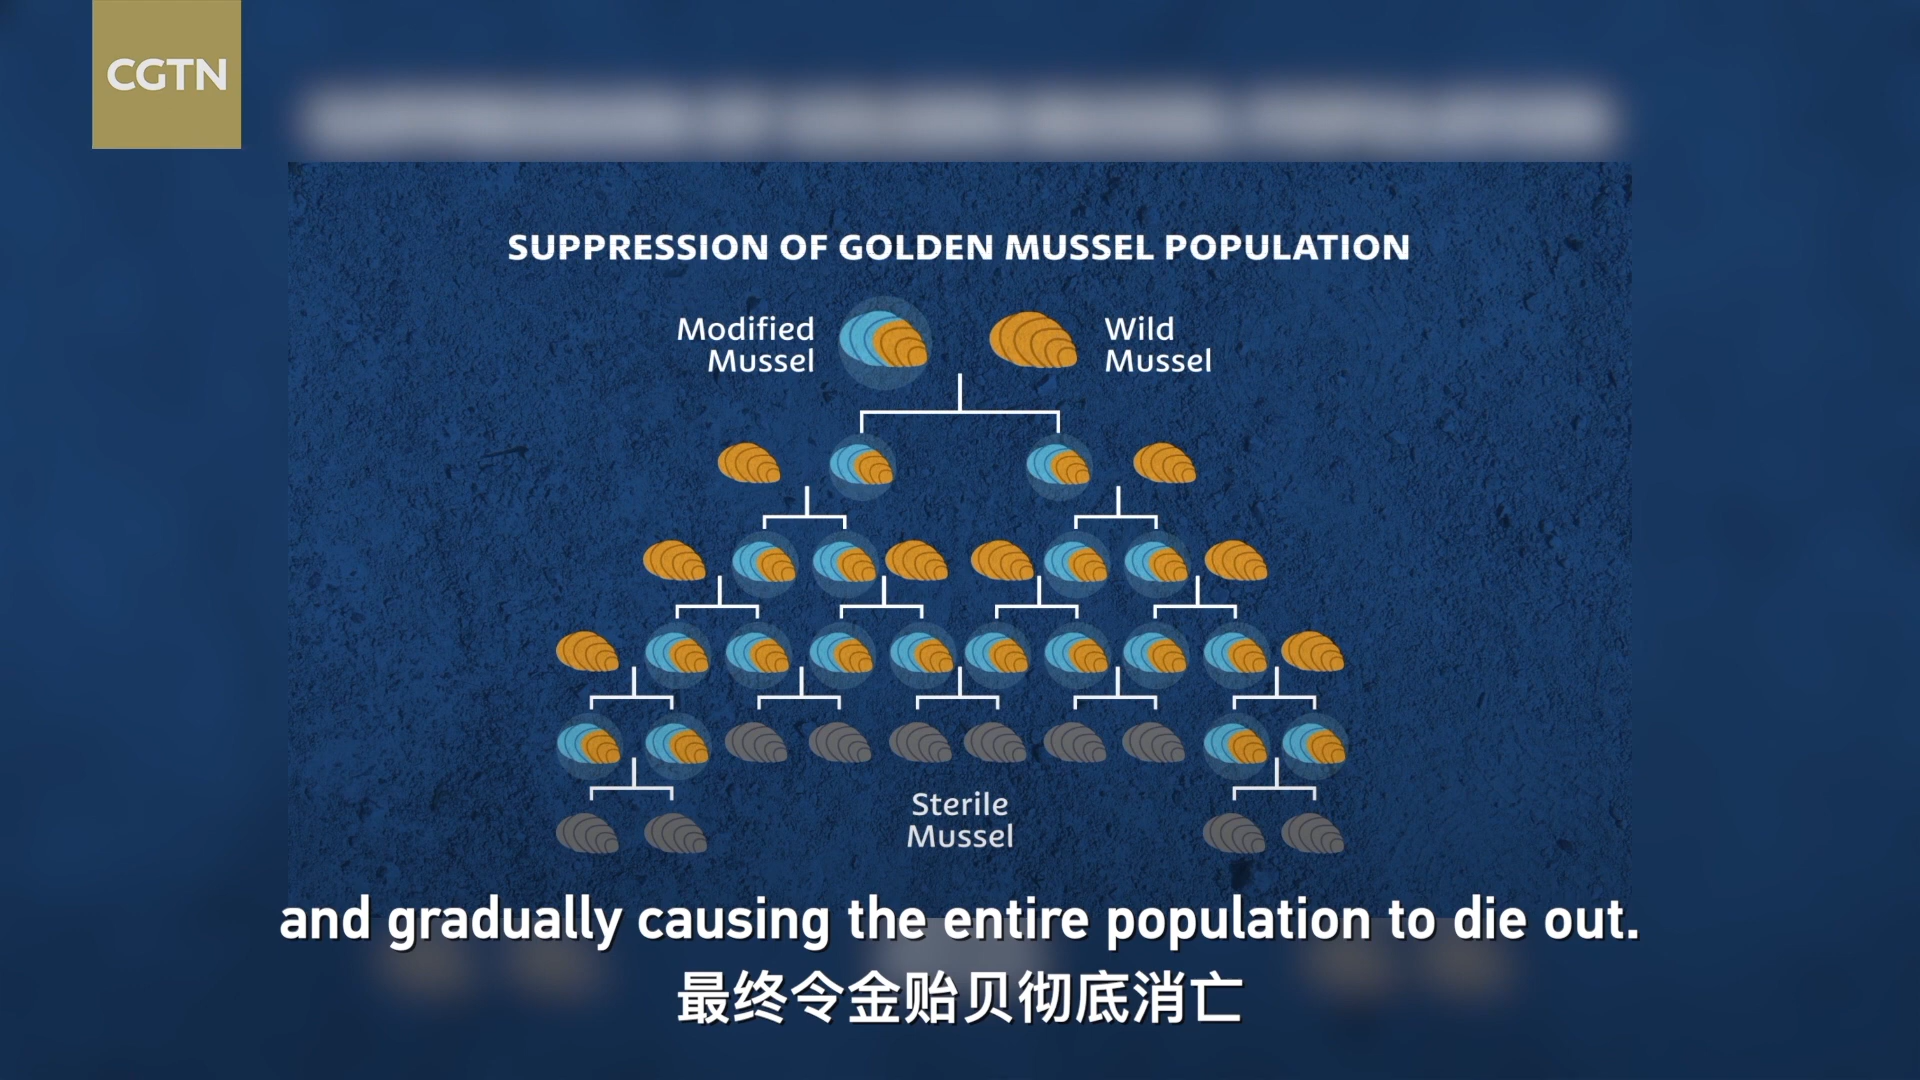 CGTN
SUPPRESSION OF GOLDEN MUSSEL POPULATION
Modified
Mussel
Wild
Mussel
Sterile
Mussel
and gradually causing the entire population to die out.
最终令金贻贝彻底消亡